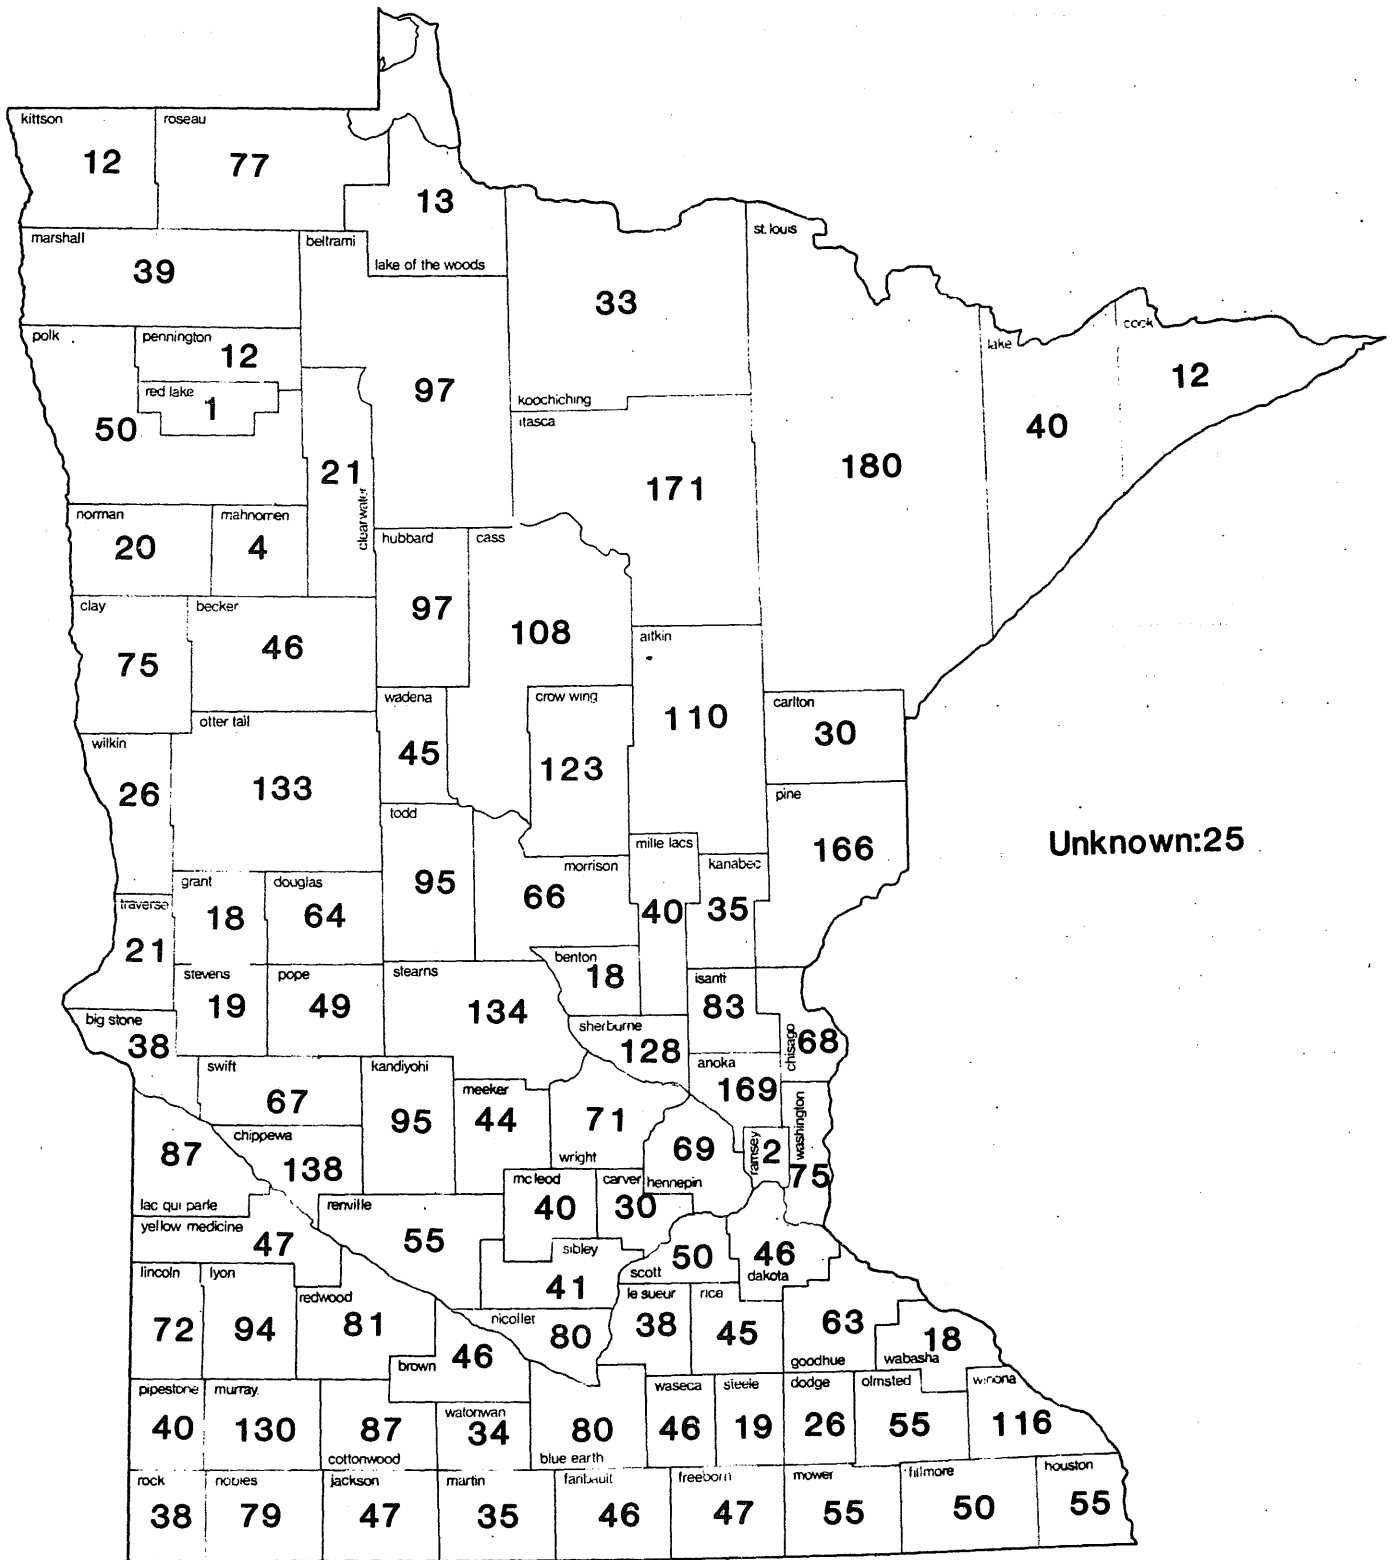 kittson
12
roseau
77
13
lake of the woods
marshall
39
beltrami
97
33
koochiching
st. louis
180
lake
40
cook
12
polk
50
pennington
12
red lake
1
21
clearwater
itasca
171
norman
20
mahnomen
4
hubbard
97
cass
108
clay
75
becker
46
aitkin
110
wadena
45
crow wing
123
carlton
30
otter tail
133
wilkin
26
pine
166
Unknown:25
todd
95
morrison
66
mille lacs
40
kanabec
35
grant
18
douglas
64
traverse
21
benton
18
stevens
19
pope
49
stearns
134
isanti
83
chisago
68
big stone
38
sherburne
128
anoka
169
swift
67
kandiyohi
95
meeker
44
71
wright
washington
75
69
hennepin
ramsey
2
87
lac qui parle
chippewa
138
mc leod
40
carver
30
renville
55
yellow medicine
47
sibley
41
50
scott
46
dakota
lincoln
72
lyon
94
redwood
81
nicollet
80
le sueur
38
rice
45
63
goodhue
18
wabasha
brown
46
pipestone
40
murray
130
87
cottonwood
watonwan
34
80
blue earth
waseca
46
steele
19
dodge
26
olmsted
55
winona
116
rock
38
nobles
79
jackson
47
martin
35
faribault
46
freeborn
47
mower
55
fillmore
50
houston
55